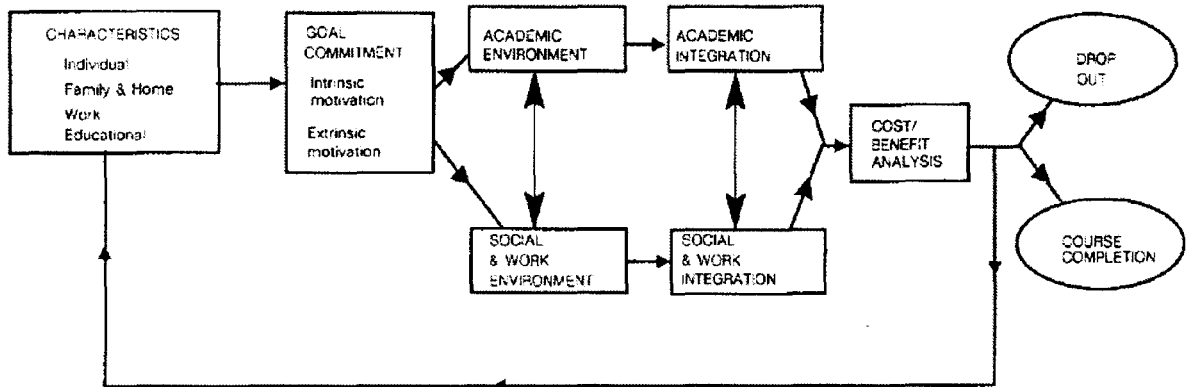 CHARACTERISTICS
Individual
Family & Home
Work
Educational
GOAL
COMMITMENT
Intrinsic
motivation
Extrinsic
motivation
ACADEMIC
ENVIRONMENT
SOCIAL
& WORK
ENVIRONMENT
ACADEMIC
INTEGRATION
SOCIAL
& WORK
INTEGRATION
COST/
BENEFIT
ANALYSIS
DROP
OUT
COURSE
COMPLETION